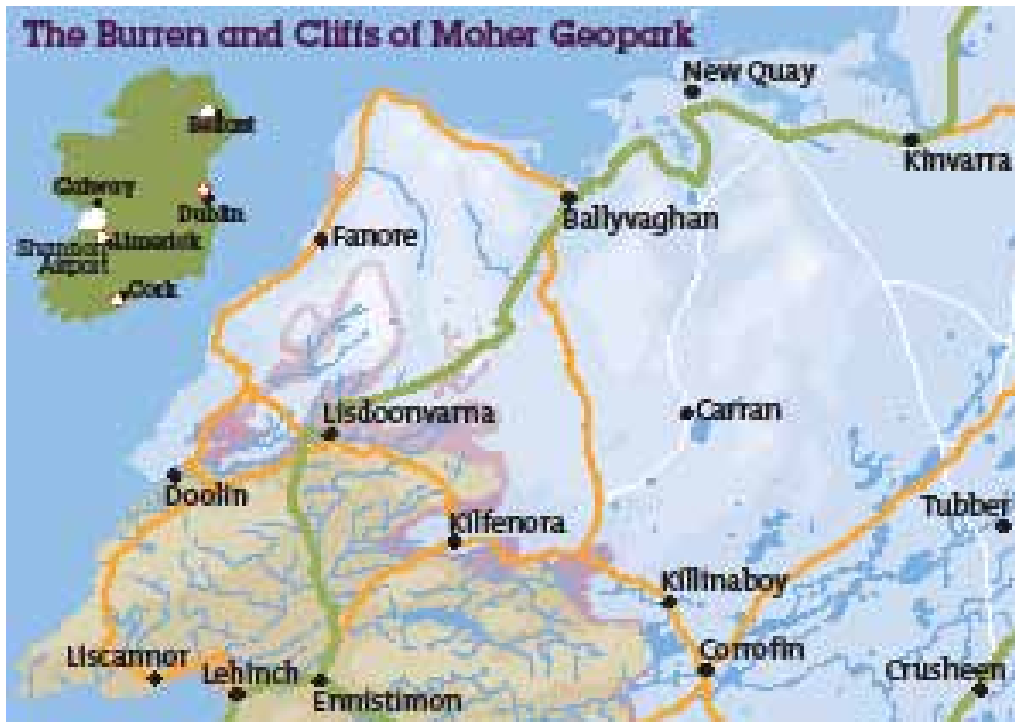 The Burren and Cliffs of Moher Geopark
New Quay
Belfast
Kinvarra
Galway
Dublin
Ballyvaghan
Fanore
Shannon
Limerick
Airport
Cork
Lisdoonvarna
Carran
Doolin
Kilfenora
Tubber
Killinaboy
Liscannor
Corrofin
Lehinch
Crusheen
Ennistimon